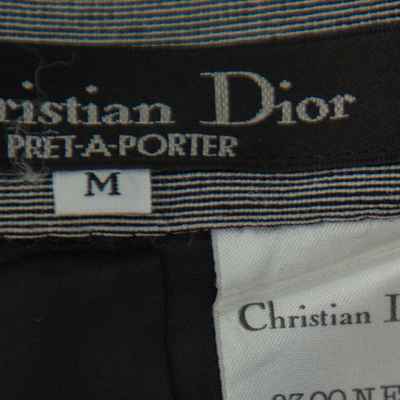 ristian Dior
PRET-A-PORTER
M
Christian